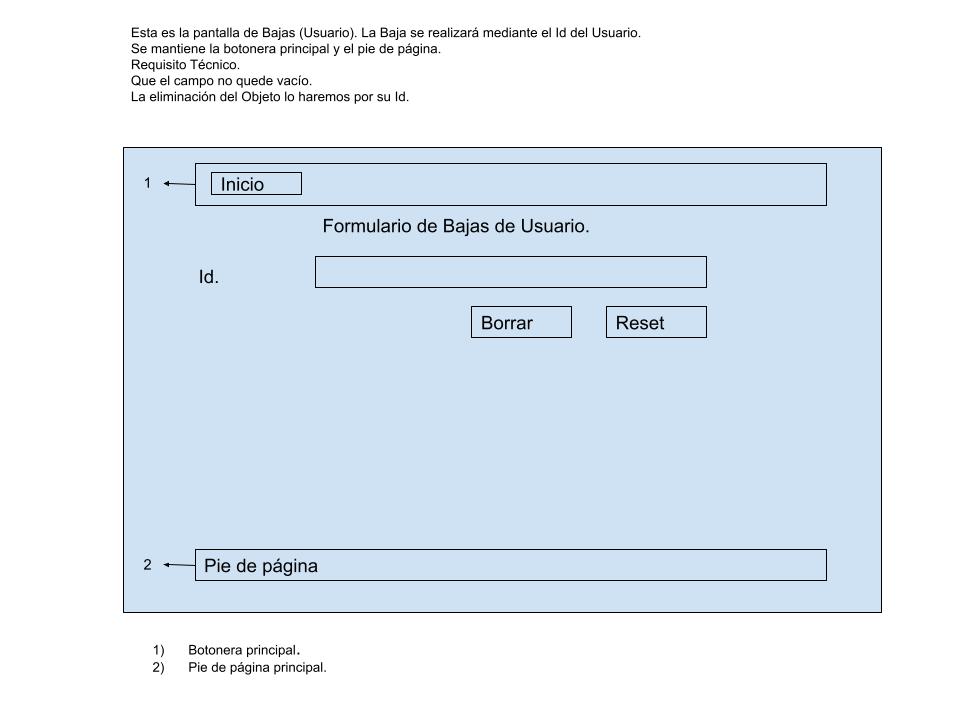 Esta es la pantalla de Bajas (Usuario). La Baja se realizará mediante el Id del Usuario.
Se mantiene la botonera principal y el pie de página.
Requisito Técnico.
Que el campo no quede vacío.
La eliminación del Objeto lo haremos por su Id.
1
Inicio
Formulario de Bajas de Usuario.
Id.
Borrar
Reset
2
Pie de página
1) Botonera principal.
2) Pie de página principal.